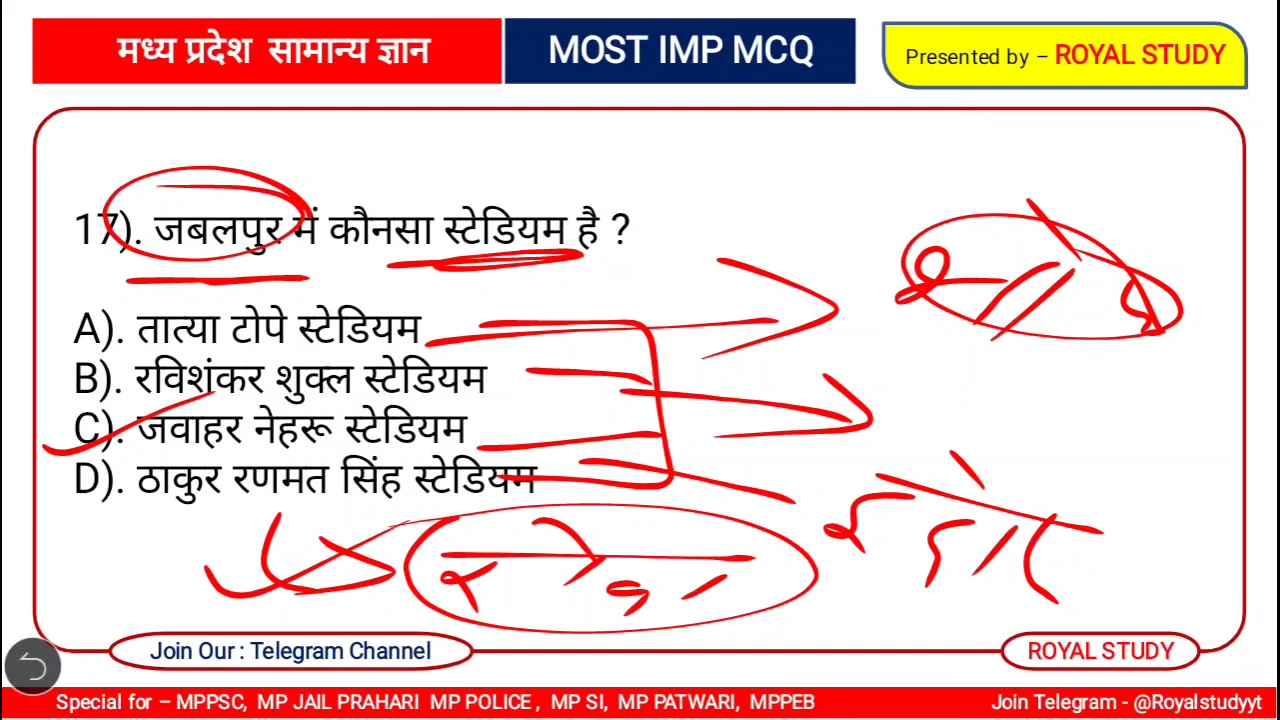 मध्य प्रदेश सामान्य ज्ञान
MOST IMP MCQ
Presented by – ROYAL STUDY
17). जबलपुर में कौनसा स्टेडियम है ?
A). तात्या टोपे स्टेडियम
B). रविशंकर शुक्ल स्टेडियम
C). जवाहर नेहरू स्टेडियम
D). ठाकुर रणमत सिंह स्टेडियम
Join Our : Telegram Channel
ROYAL STUDY
Special for – MPPSC, MP JAIL PRAHARI MP POLICE , MP SI, MP PATWARI, MPPEB
Join Telegram - @Royalstudyyt